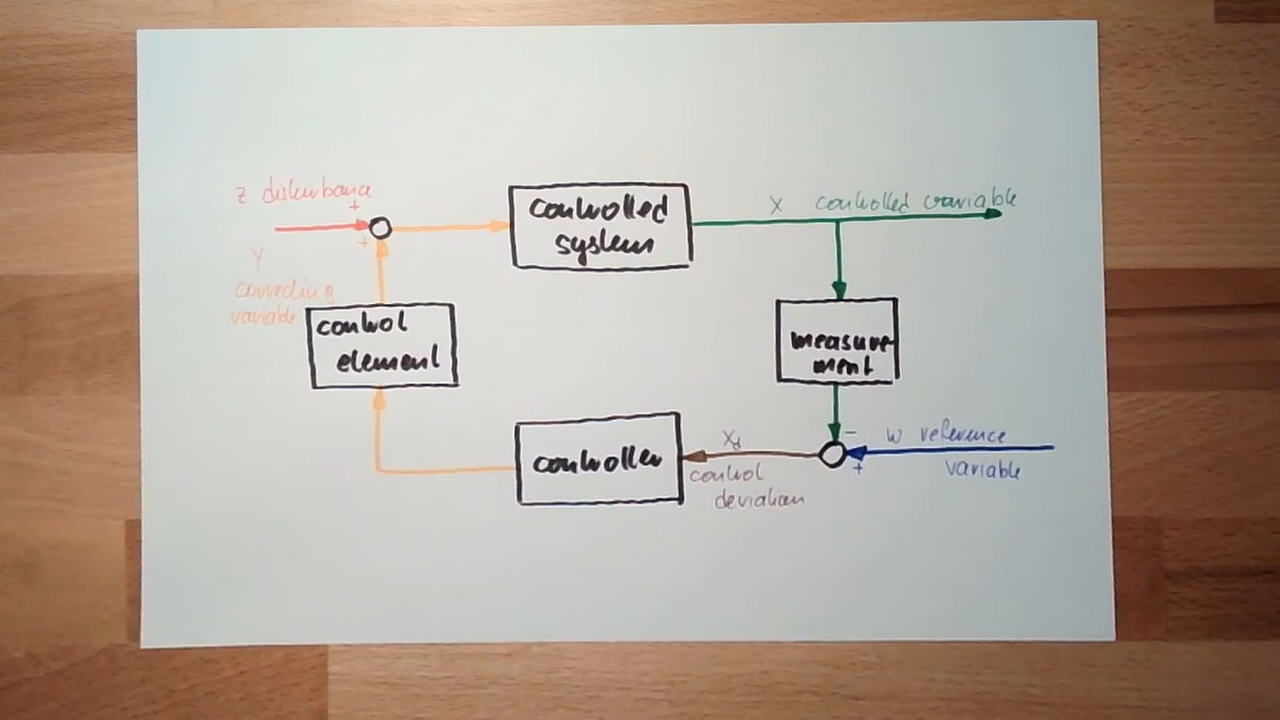 z disturbance
+
+
y
correcting
variable
controlled
system
x controlled variable
control
element
measure-
ment
controller
xd
control
deviation
-
+
w reference
variable